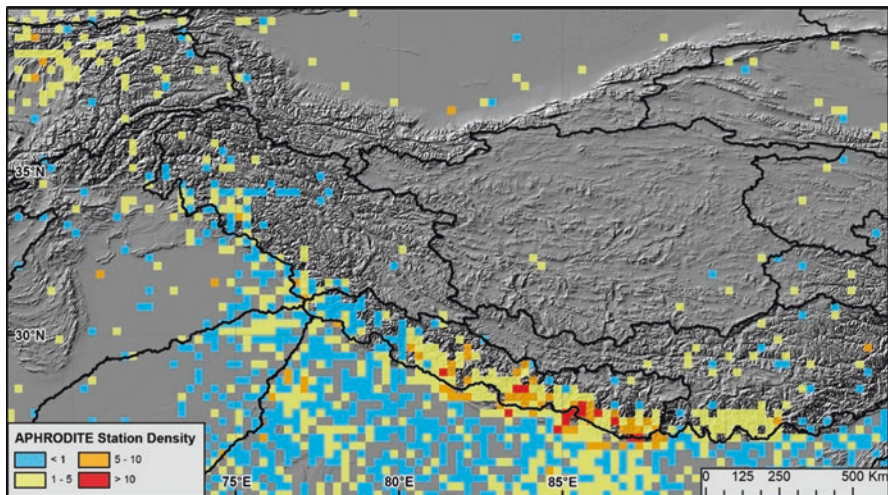 35°N
30°N
APHRODITE Station Density
< 1
5 - 10
1 - 5
> 10
75°E
80°E
85°E
0 125 250 500 Km